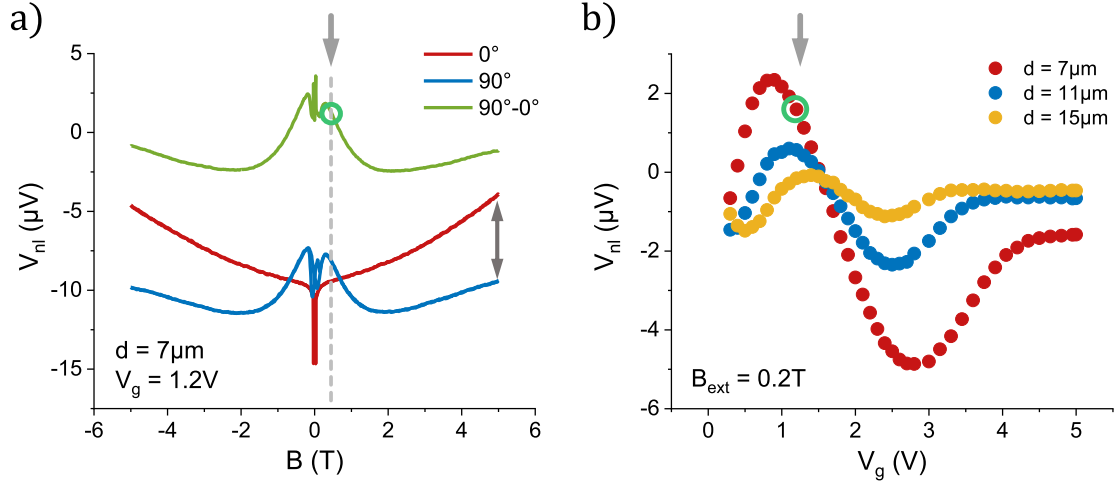 a)
0°
90°
90°-0°
5
0
-5
-10
-15
V_nl (µV)
d = 7µm
V_g = 1.2V
-6 -4 -2 0 2 4 6
B (T)
b)
d = 7µm
d = 11µm
d = 15µm
2
0
-2
-4
-6
V_nl (µV)
B_ext = 0.2T
0 1 2 3 4 5
V_g (V)